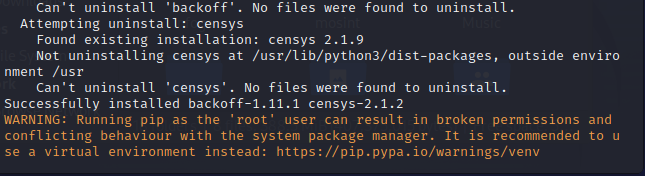 Can't uninstall 'backoff'. No files were found to uninstall.
Attempting uninstall: censys
Found existing installation: censys 2.1.9
Not uninstalling censys at /usr/lib/python3/dist-packages, outside enviro
nment /usr
Can't uninstall 'censys'. No files were found to uninstall.
Successfully installed backoff-1.11.1 censys-2.1.2
WARNING: Running pip as the 'root' user can result in broken permissions and
conflicting behaviour with the system package manager. It is recommended to u
se a virtual environment instead: https://pip.pypa.io/warnings/venv